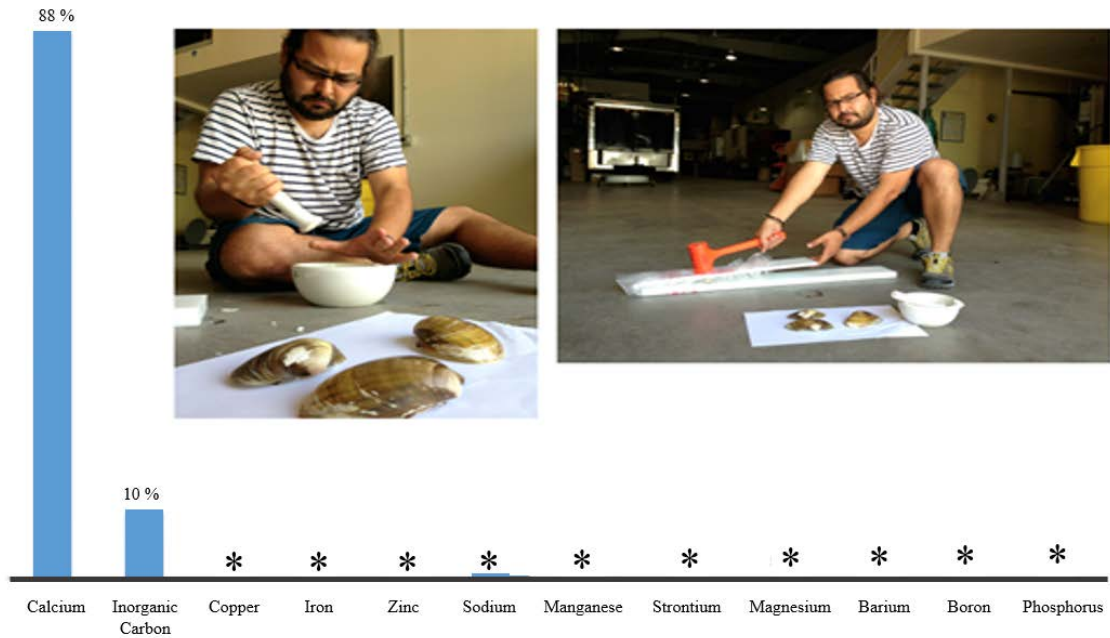 88 %
10 %
* * * * * * * * * *
Calcium Inorganic Carbon Copper Iron Zinc Sodium Manganese Strontium Magnesium Barium Boron Phosphorus